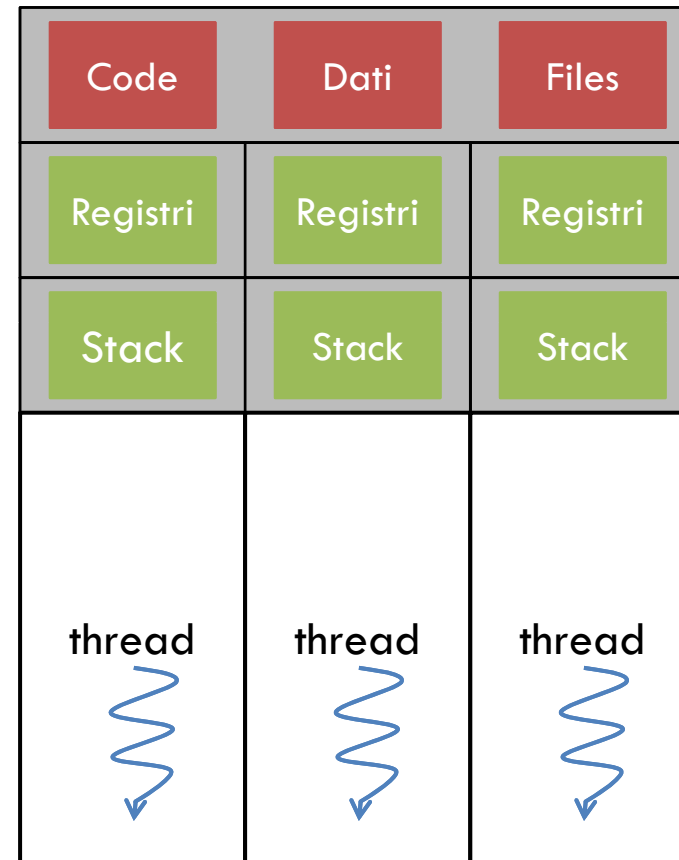 Code Dati Files
Registri Registri Registri
Stack Stack Stack
thread thread thread